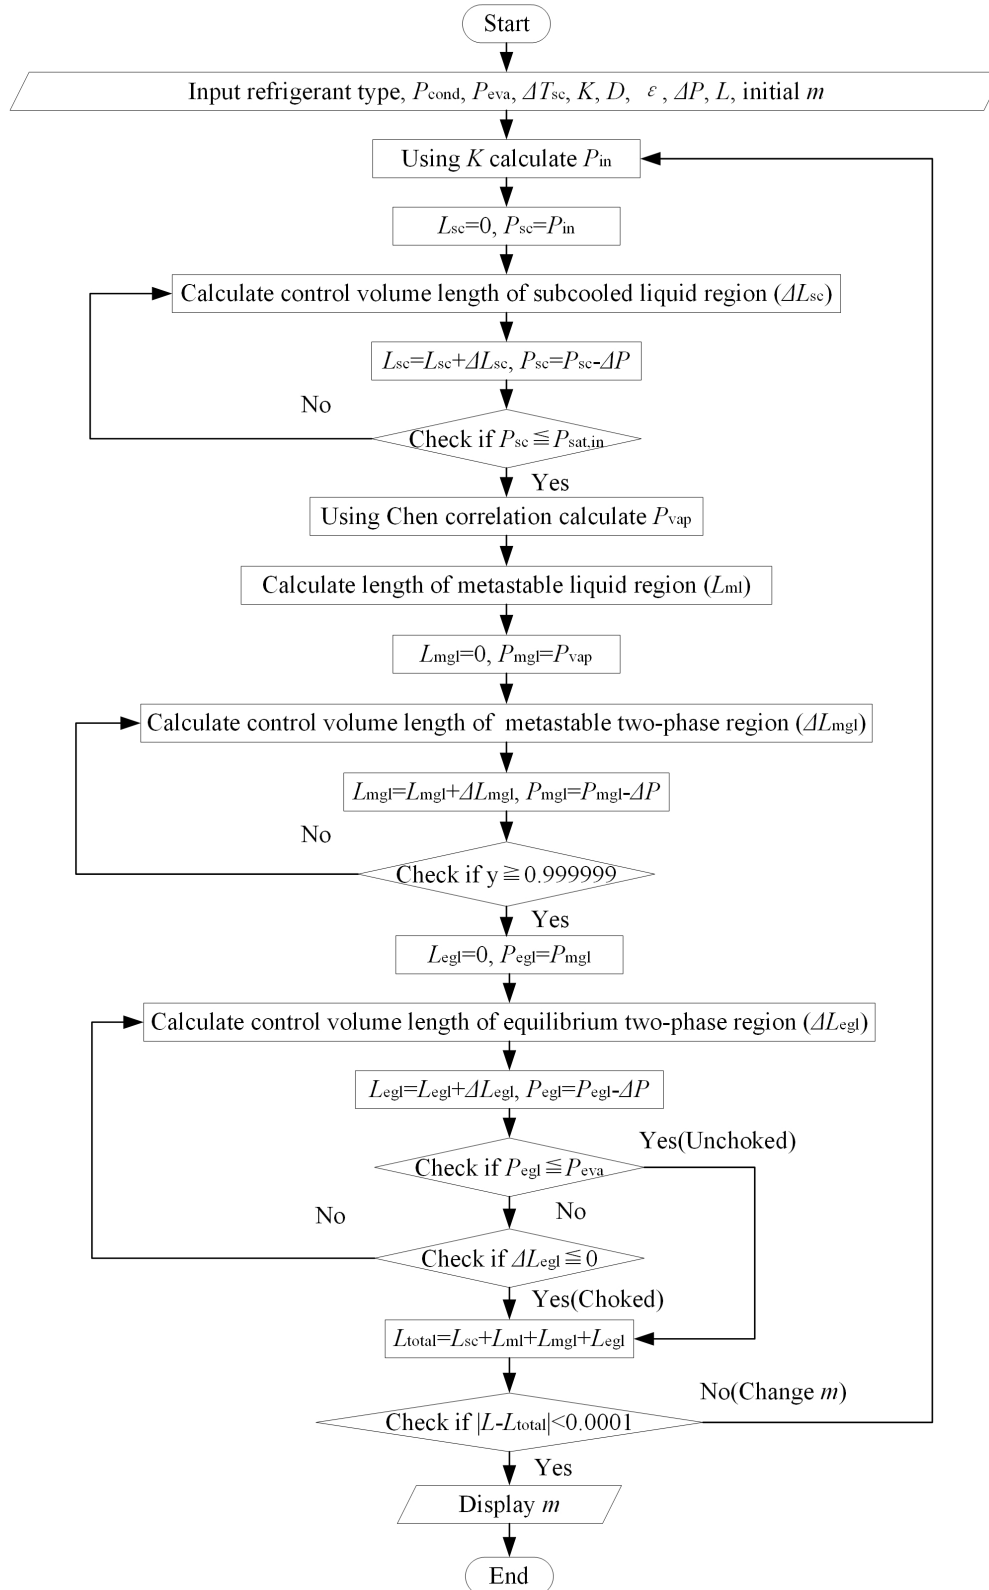 Start
Input refrigerant type, Pcond, Peva, ΔTsc, K, D, ε, ΔP, L, initial m
Using K calculate Pin
Lsc=0, Psc=Pin
Calculate control volume length of subcooled liquid region (ΔLsc)
Lsc=Lsc+ΔLsc, Psc=Psc-ΔP
No
Check if Psc≦Psat,in
Yes
Using Chen correlation calculate Pvap
Calculate length of metastable liquid region (Lml)
Lmgl=0, Pmgl=Pvap
Calculate control volume length of metastable two-phase region (ΔLmgl)
Lmgl=Lmgl+ΔLmgl, Pmgl=Pmgl-ΔP
No
Check if y≧0.999999
Yes
Legl=0, Pegl=Pmgl
Calculate control volume length of equilibrium two-phase region (ΔLegl)
Legl=Legl+ΔLegl, Pegl=Pegl-ΔP
Yes(Unchoked)
Check if Pegl≦Peva
No
No
Check if ΔLegl≦0
Yes(Choked)
Ltotal=Lsc+Lml+Lmgl+Legl
No(Change m)
Check if |L-Ltotal|<0.0001
Yes
Display m
End